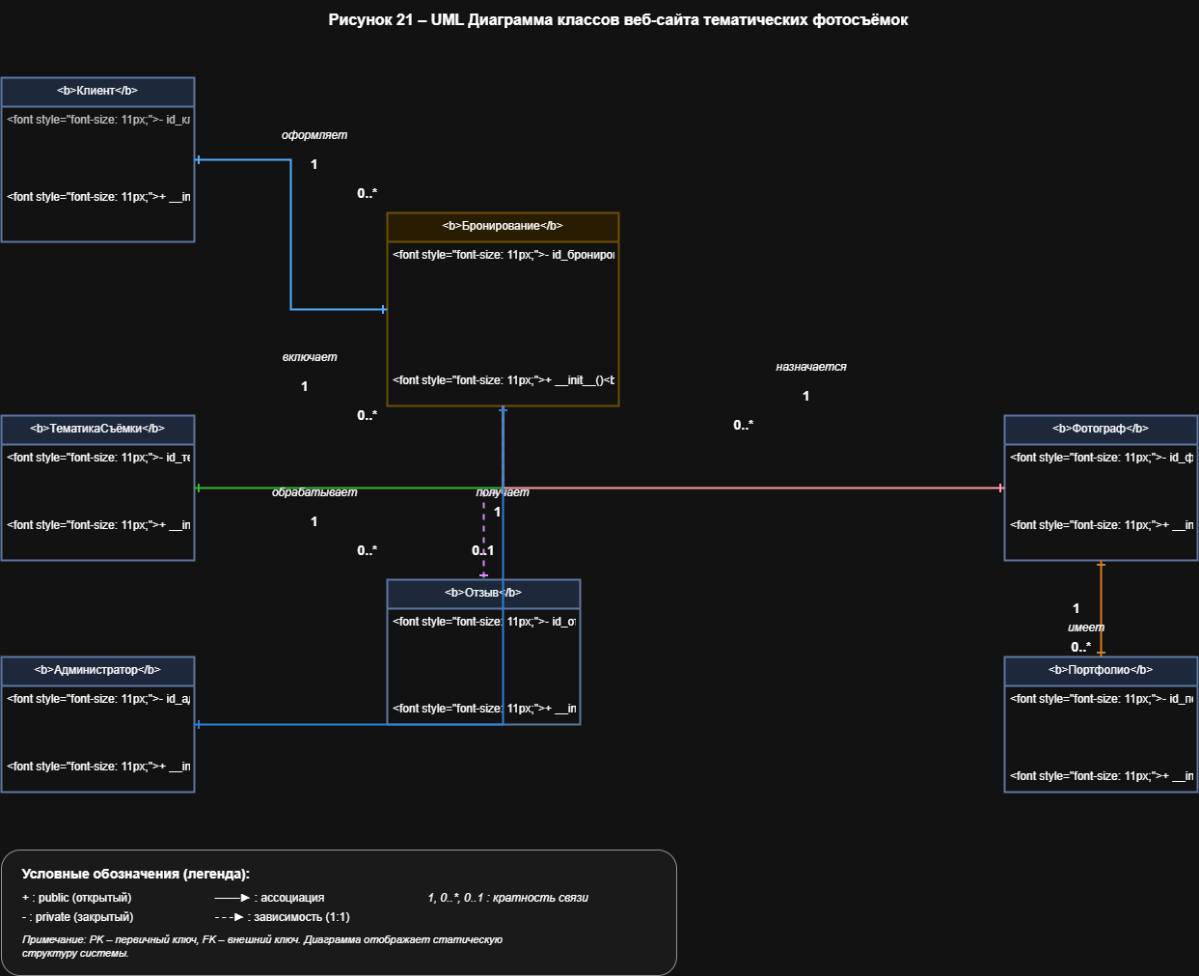 Рисунок 21 – UML Диаграмма классов веб-сайта тематических фотосъёмок
<b>Клиент</b>
<font style="font-size: 11px;">- id_кл
<font style="font-size: 11px;">+ __in
оформляет
1
0..*
<b>Бронирование</b>
<font style="font-size: 11px;">- id_брониро
<font style="font-size: 11px;">+ __init__()<b
включает
1
0..*
назначается
1
0..*
<b>ТематикаСъёмки</b>
<font style="font-size: 11px;">- id_те
<font style="font-size: 11px;">+ __in
<b>Фотограф</b>
<font style="font-size: 11px;">- id_ф
<font style="font-size: 11px;">+ __in
обрабатывает
1
0..*
получает
1
0..1
<b>Отзыв</b>
<font style="font-size: 11px;">- id_от
<font style="font-size: 11px;">+ __in
1
имеет
0..*
<b>Администратор</b>
<font style="font-size: 11px;">- id_ад
<font style="font-size: 11px;">+ __in
<b>Портфолио</b>
<font style="font-size: 11px;">- id_по
<font style="font-size: 11px;">+ __in
Условные обозначения (легенда):
+ : public (открытый)
: ассоциация
1, 0..*, 0..1 : кратность связи
- : private (закрытый)
: зависимость (1:1)
Примечание: PK – первичный ключ, FK – внешний ключ. Диаграмма отображает статическую
структуру системы.